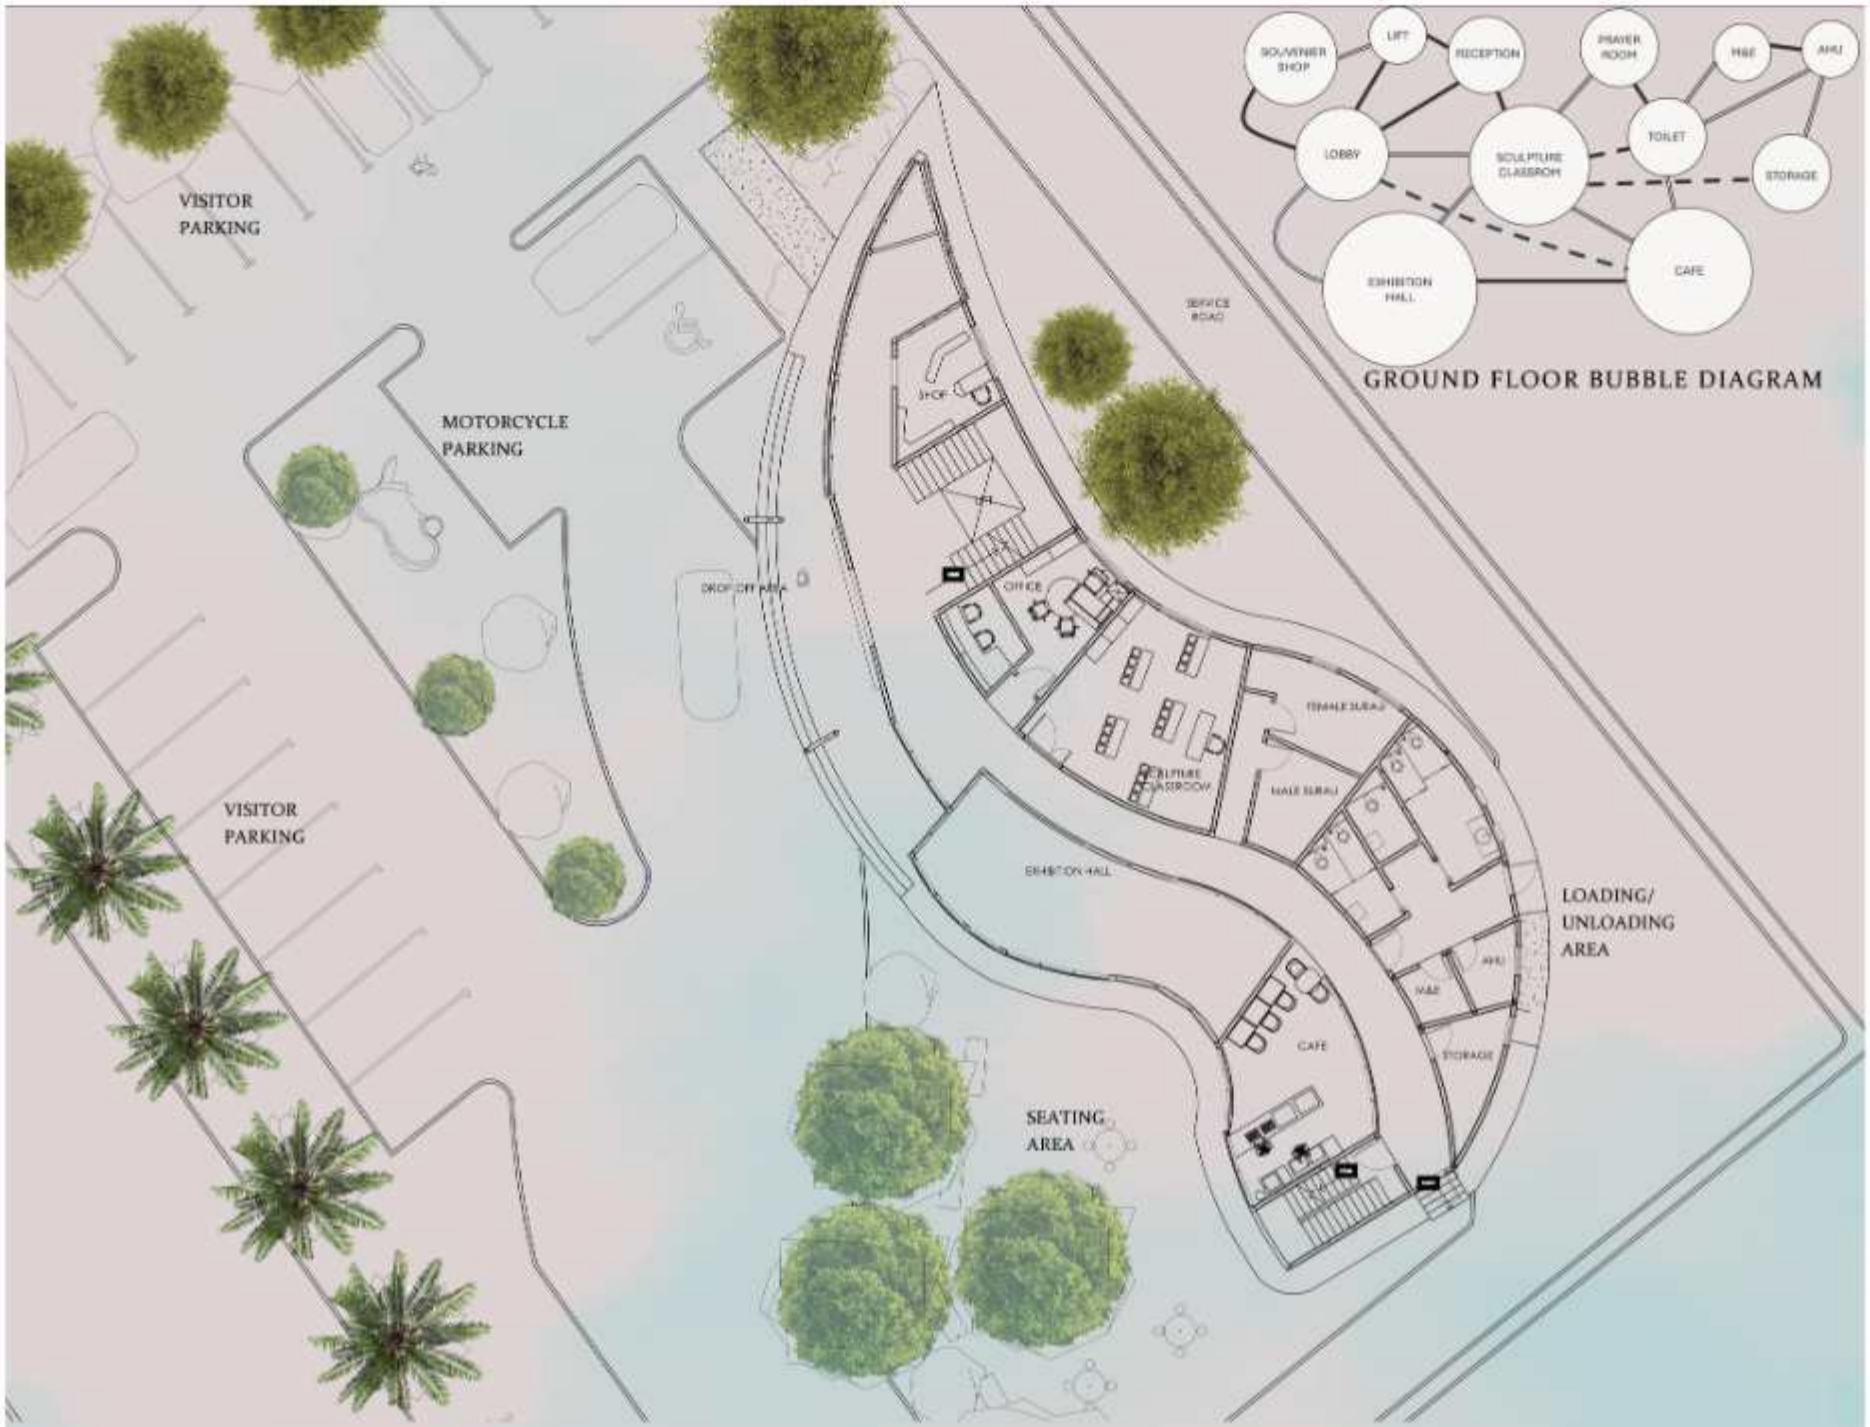 SOUVENIER
SHOP
LIFT
RECEPTION
PRAYER
ROOM
M&E
AHU
LOBBY
SCULPTURE
CLASSROM
TOILET
STORAGE
EXHIBITION
HALL
CAFE
GROUND FLOOR BUBBLE DIAGRAM
VISITOR
PARKING
SERVICE
ROAD
SHOP
MOTORCYCLE
PARKING
DROP OFF AREA
OFFICE
FEMALE SURAU
SCULPTURE
CLASSROOM
MALE SURAU
VISITOR
PARKING
EXHIBITION HALL
LOADING/
UNLOADING
AREA
AHU
M&E
CAFE
STORAGE
SEATING
AREA